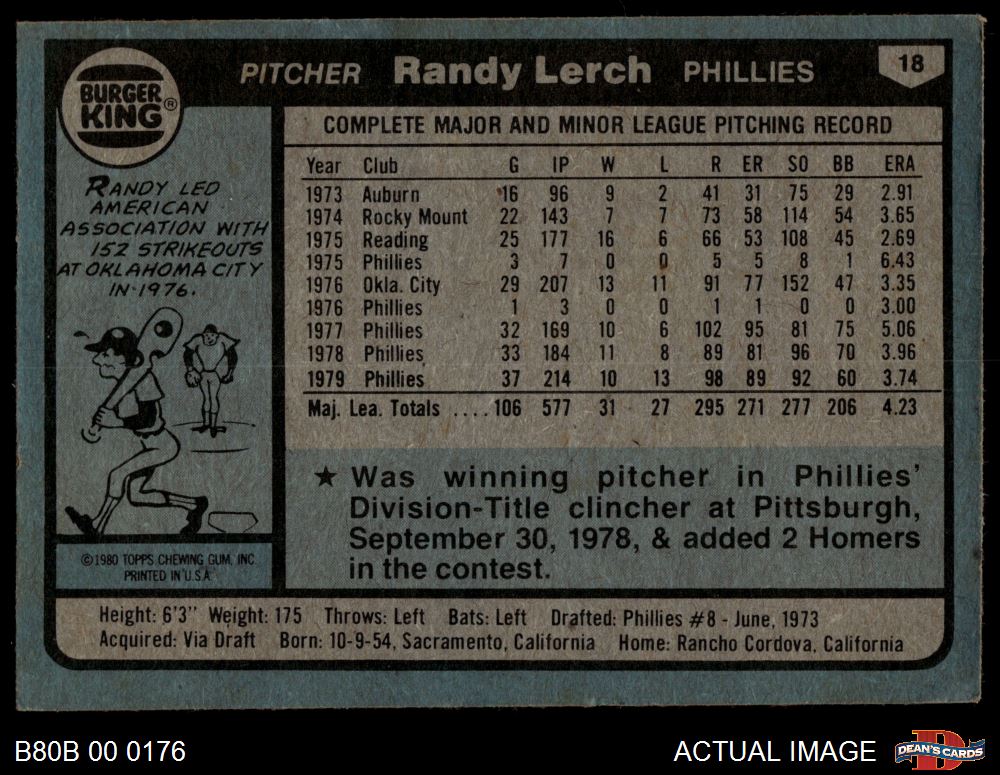 PITCHER Randy Lerch PHILLIES 18
BURGER KING ®
COMPLETE MAJOR AND MINOR LEAGUE PITCHING RECORD
Year Club G IP W L R ER SO BB ERA
1973 Auburn 16 96 9 2 41 31 75 29 2.91
1974 Rocky Mount 22 143 7 7 73 58 114 54 3.65
1975 Reading 25 177 16 6 66 53 108 45 2.69
1975 Phillies 3 7 0 0 5 5 8 1 6.43
1976 Okla. City 29 207 13 11 91 77 152 47 3.35
1976 Phillies 1 3 0 0 1 1 0 0 3.00
1977 Phillies 32 169 10 6 102 95 81 75 5.06
1978 Phillies 33 184 11 8 89 81 96 70 3.96
1979 Phillies 37 214 10 13 98 89 92 60 3.74
Maj. Lea. Totals ....106 577 31 27 295 271 277 206 4.23
RANDY LED
AMERICAN
ASSOCIATION WITH
152 STRIKEOUTS
AT OKLAHOMA CITY
IN 1976.
★ Was winning pitcher in Phillies'
Division-Title clincher at Pittsburgh,
September 30, 1978, & added 2 Homers
in the contest.
©1980 TOPPS CHEWING GUM, INC.
PRINTED IN U.S.A.
Height: 6'3" Weight: 175 Throws: Left Bats: Left Drafted: Phillies #8 - June, 1973
Acquired: Via Draft Born: 10-9-54, Sacramento, California Home: Rancho Cordova, California
B80B 00 0176
ACTUAL IMAGE
DEAN'S CARDS